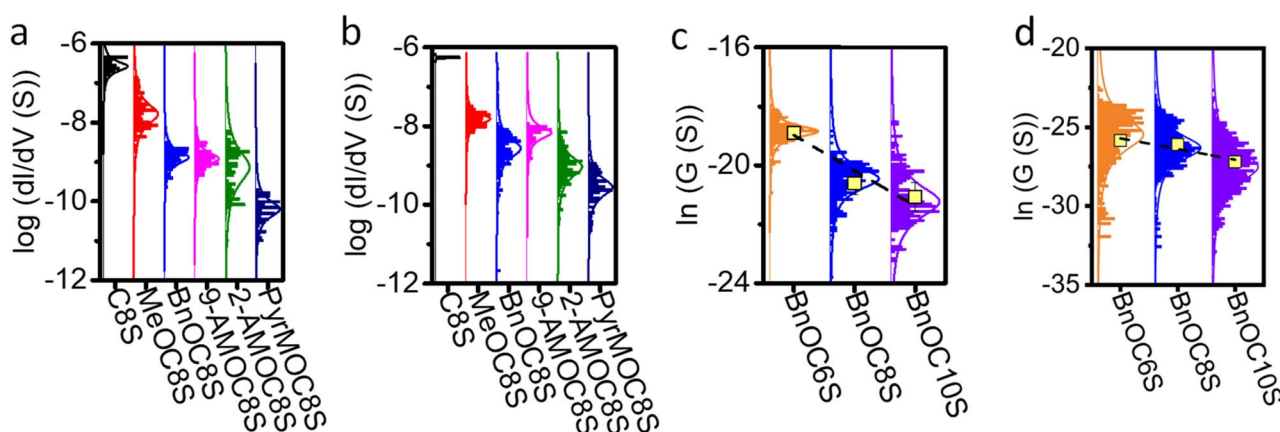 a
log (dI/dV (S))
-6
-8
-10
-12
C8S
MeOC8S
BnOC8S
9-AMOC8S
2-AMOC8S
PyrMOC8S
b
log (dI/dV (S))
-6
-8
-10
-12
C8S
MeOC8S
BnOC8S
9-AMOC8S
2-AMOC8S
PyrMOC8S
c
ln (G (S))
-16
-20
-24
BnOC6S
BnOC8S
BnOC10S
d
ln (G (S))
-20
-25
-30
-35
BnOC6S
BnOC8S
BnOC10S